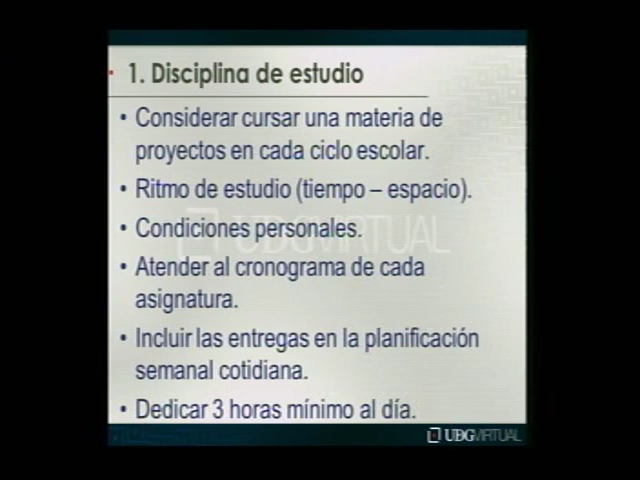 1. Disciplina de estudio
• Considerar cursar una materia de
proyectos en cada ciclo escolar.
• Ritmo de estudio (tiempo – espacio).
• Condiciones personales.
• Atender al cronograma de cada
asignatura.
• Incluir las entregas en la planificación
semanal cotidiana.
• Dedicar 3 horas mínimo al día.
UDGVIRTUAL
UDGVIRTUAL